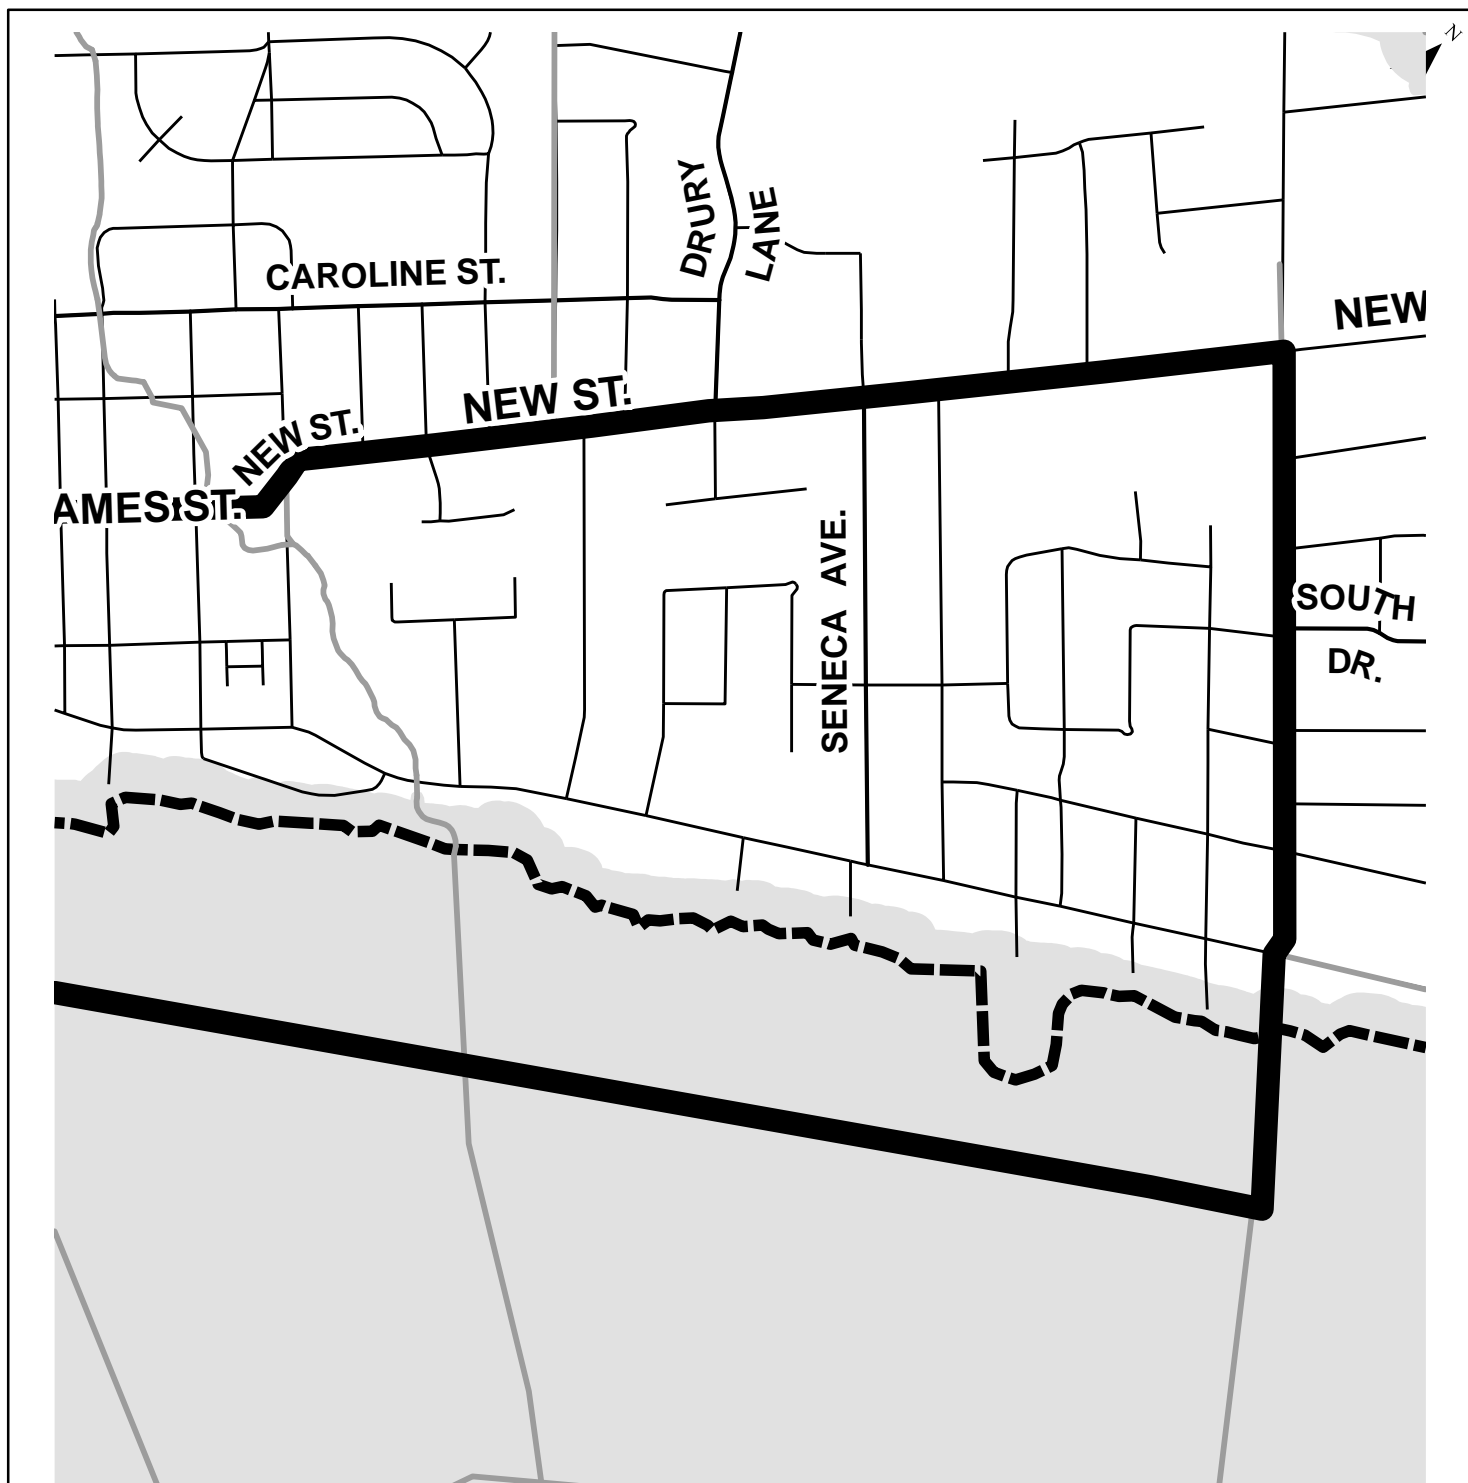 N
DRURY
LANE
CAROLINE ST.
NEW
NEW ST.
NEW ST.
AMES ST.
SENECA AVE.
SOUTH
DR.